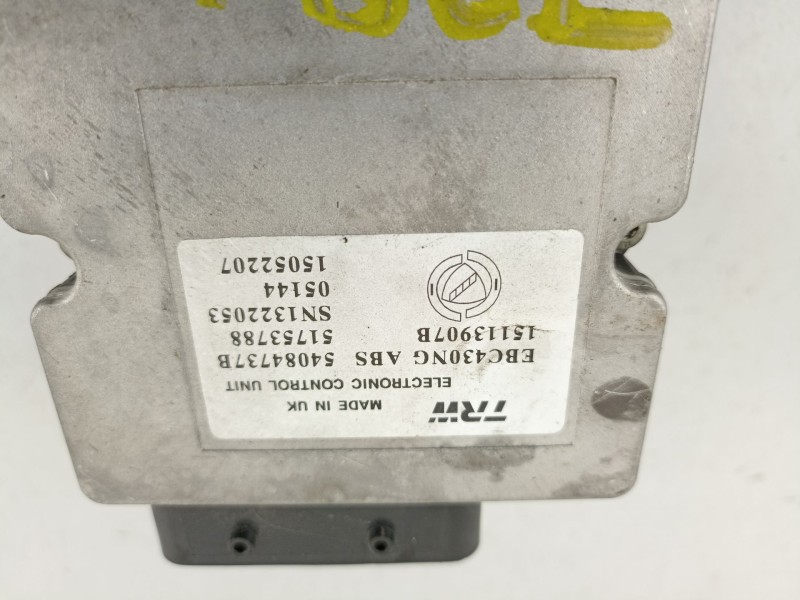 TRW MADE IN UK
ELECTRONIC CONTROL UNIT
EBC430NG ABS 54084737B
15113907B 51753788
SN1322053
05144
15052207